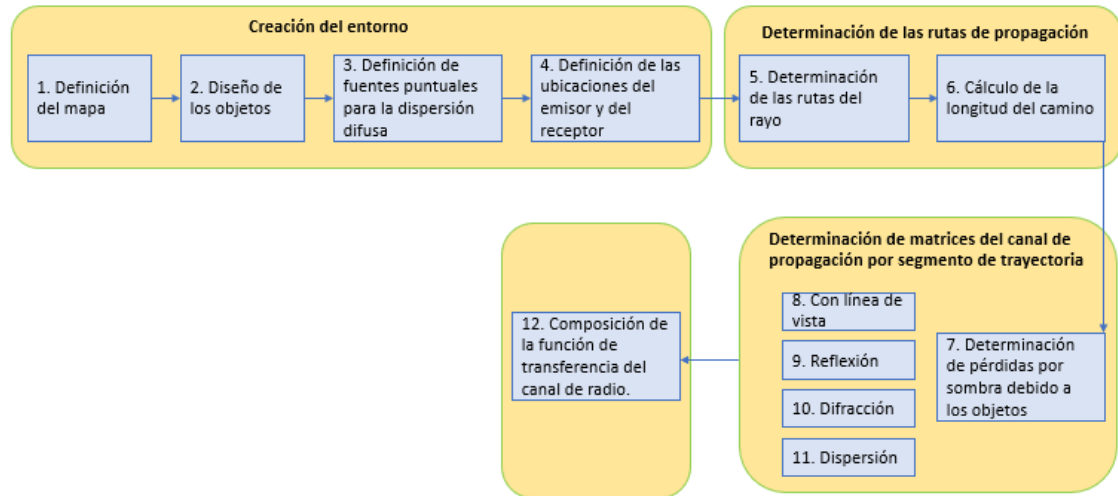 Creación del entorno
1. Definición
del mapa
2. Diseño de
los objetos
3. Definición de
fuentes puntuales
para la dispersión
difusa
4. Definición de las
ubicaciones del
emisor y del
receptor
Determinación de las rutas de propagación
5. Determinación
de las rutas del
rayo
6. Cálculo de la
longitud del camino
Determinación de matrices del canal de
propagación por segmento de trayectoria
7. Determinación
de pérdidas por
sombra debido a
los objetos
8. Con línea de
vista
9. Reflexión
10. Difracción
11. Dispersión
12. Composición de
la función de
transferencia del
canal de radio.